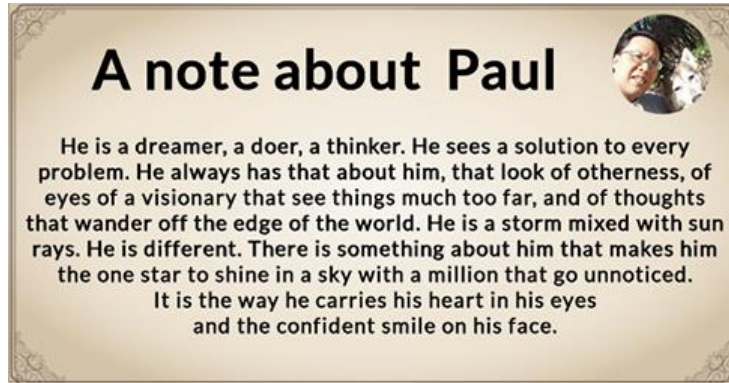 A note about Paul
He is a dreamer, a doer, a thinker. He sees a solution to every
problem. He always has that about him, that look of otherness, of
eyes of a visionary that see things much too far, and of thoughts
that wander off the edge of the world. He is a storm mixed with sun
rays. He is different. There is something about him that makes him
the one star to shine in a sky with a million that go unnoticed.
It is the way he carries his heart in his eyes
and the confident smile on his face.